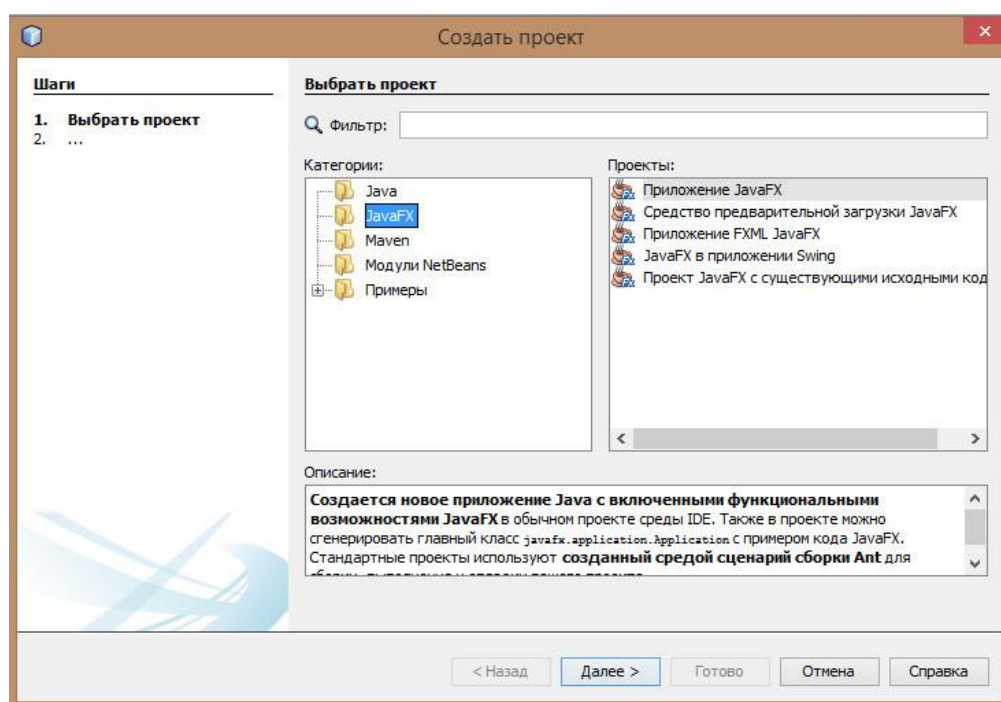 Создать проект
Шаги
1. Выбрать проект
2. ...
Выбрать проект
Фильтр:
Категории:
Java
JavaFX
Maven
Модули NetBeans
Примеры
Проекты:
Приложение JavaFX
Средство предварительной загрузки JavaFX
Приложение FXML JavaFX
JavaFX в приложении Swing
Проект JavaFX с существующими исходными код
Описание:
Создается новое приложение Java с включенными функциональными
возможностями JavaFX в обычном проекте среды IDE. Также в проекте можно
сгенерировать главный класс javafx.application.Application с примером кода JavaFX.
Стандартные проекты используют созданный средой сценарий сборки Ant для
< Назад
Далее >
Готово
Отмена
Справка